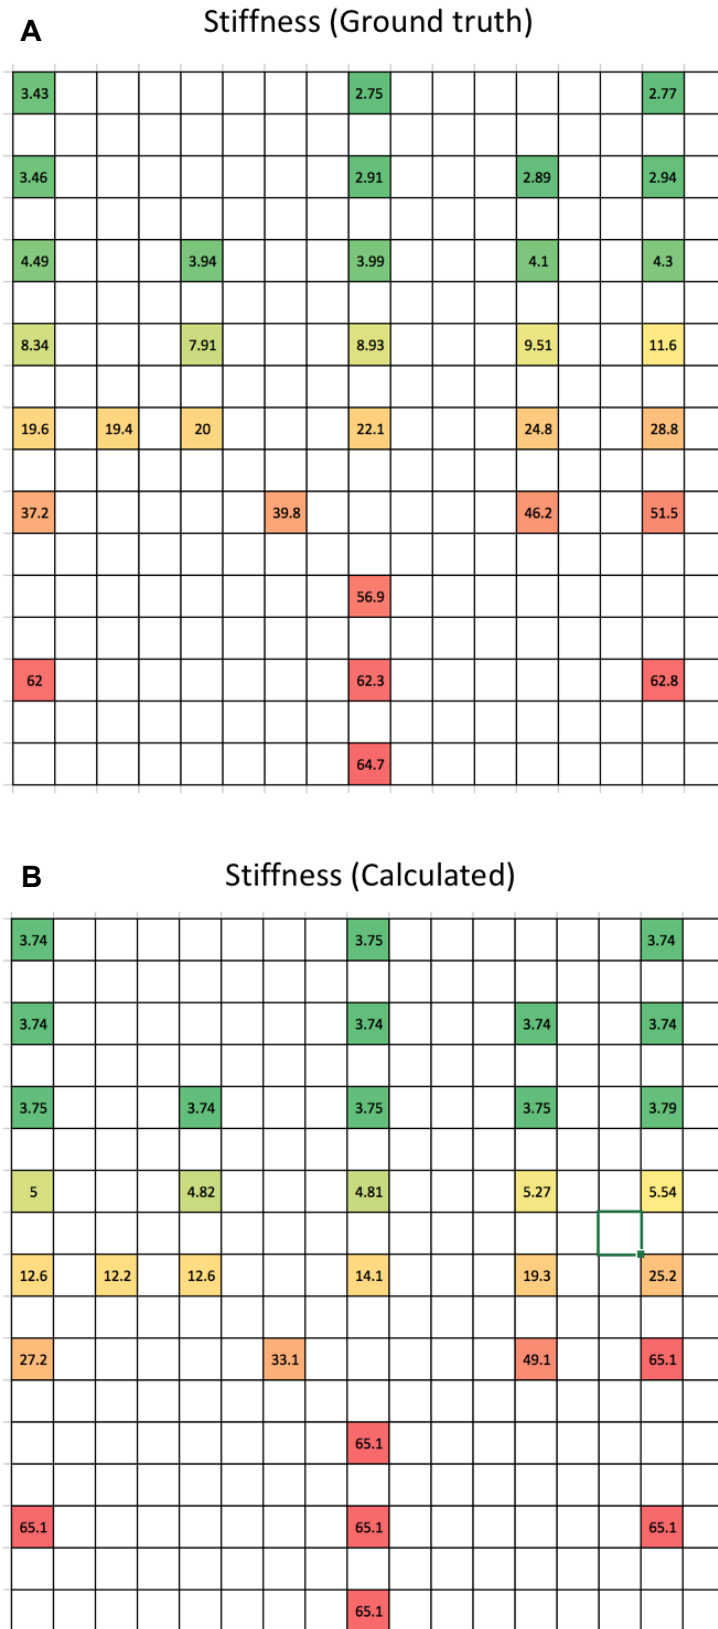 A
Stiffness (Ground truth)
3.43 2.75 2.77
3.46 2.91 2.89 2.94
4.49 3.94 3.99 4.1 4.3
8.34 7.91 8.93 9.51 11.6
19.6 19.4 20 22.1 24.8 28.8
37.2 39.8 46.2 51.5
56.9
62 62.3 62.8
64.7
B
Stiffness (Calculated)
3.74 3.75 3.74
3.74 3.74 3.74 3.74
3.75 3.74 3.75 3.75 3.79
5 4.82 4.81 5.27 5.54
12.6 12.2 12.6 14.1 19.3 25.2
27.2 33.1 49.1 65.1
65.1
65.1 65.1 65.1
65.1